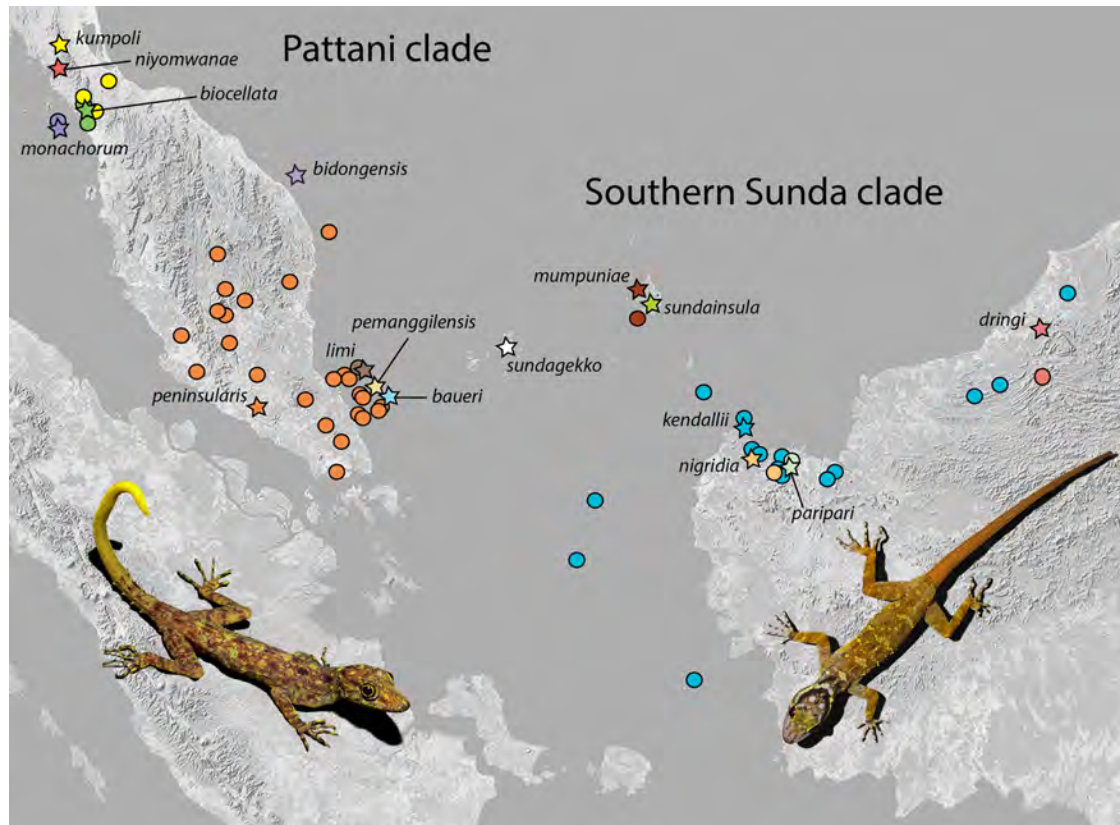 Pattani clade
kumpoli
niyomwanae
biocellata
monachorum
bidongensis
Southern Sunda clade
mumpuniae
sundainsula
pemanggilensis
limi
sundagekko
dringi
peninsularis
baueri
kendallii
nigridia
paripari